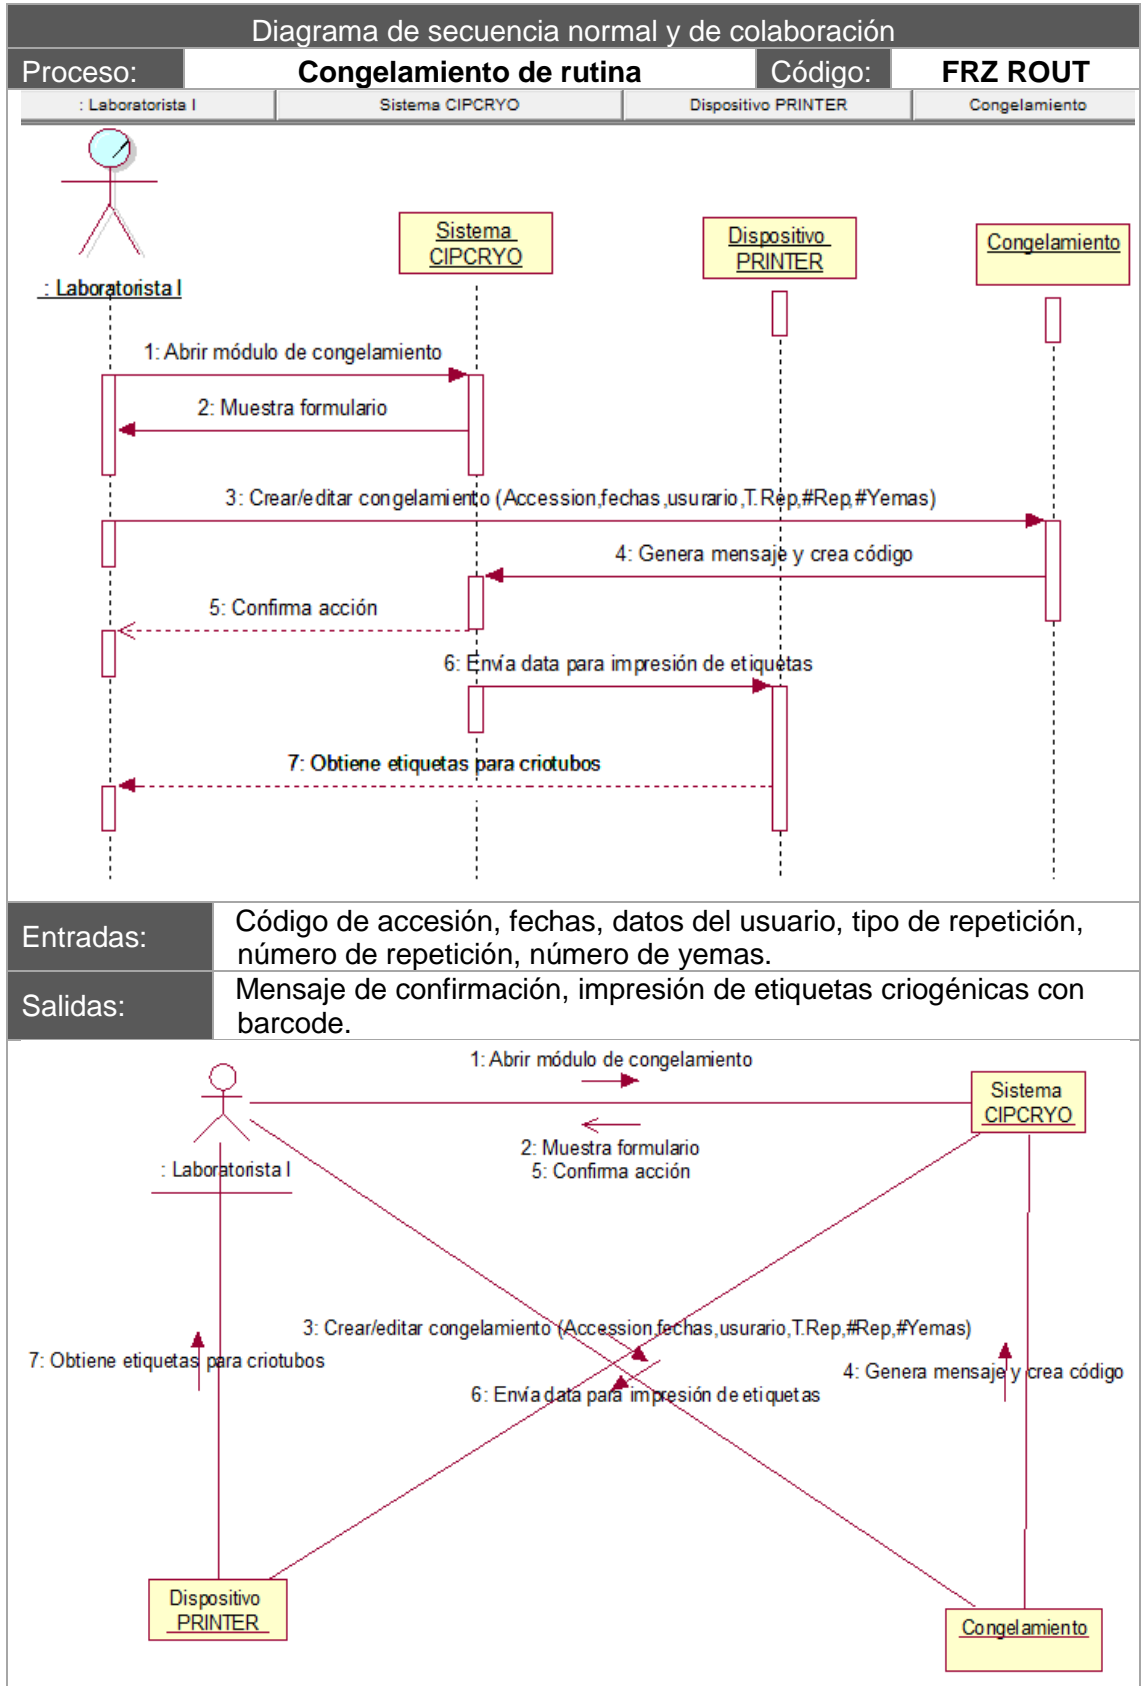 Diagrama de secuencia normal y de colaboración
Proceso: Congelamiento de rutina Código: FRZ ROUT
: Laboratorista I Sistema CIPCRYO Dispositivo PRINTER Congelamiento
Sistema
CIPCRYO
Dispositivo
PRINTER
Congelamiento
: Laboratorista I
1: Abrir módulo de congelamiento
2: Muestra formulario
3: Crear/editar congelamiento (Accession,fechas,usurario,T.Rep,#Rep,#Yemas)
4: Genera mensaje y crea código
5: Confirma acción
6: Envía data para impresión de etiquetas
7: Obtiene etiquetas para criotubos
Entradas: Código de accesión, fechas, datos del usuario, tipo de repetición,
número de repetición, número de yemas.
Salidas: Mensaje de confirmación, impresión de etiquetas criogénicas con
barcode.
1: Abrir módulo de congelamiento
Sistema
CIPCRYO
2: Muestra formulario
5: Confirma acción
: Laboratorista I
3: Crear/editar congelamiento (Accession,fechas,usurario,T.Rep,#Rep,#Yemas)
7: Obtiene etiquetas para criotubos
4: Genera mensaje y crea código
6: Envía data para impresión de etiquetas
Dispositivo
PRINTER
Congelamiento